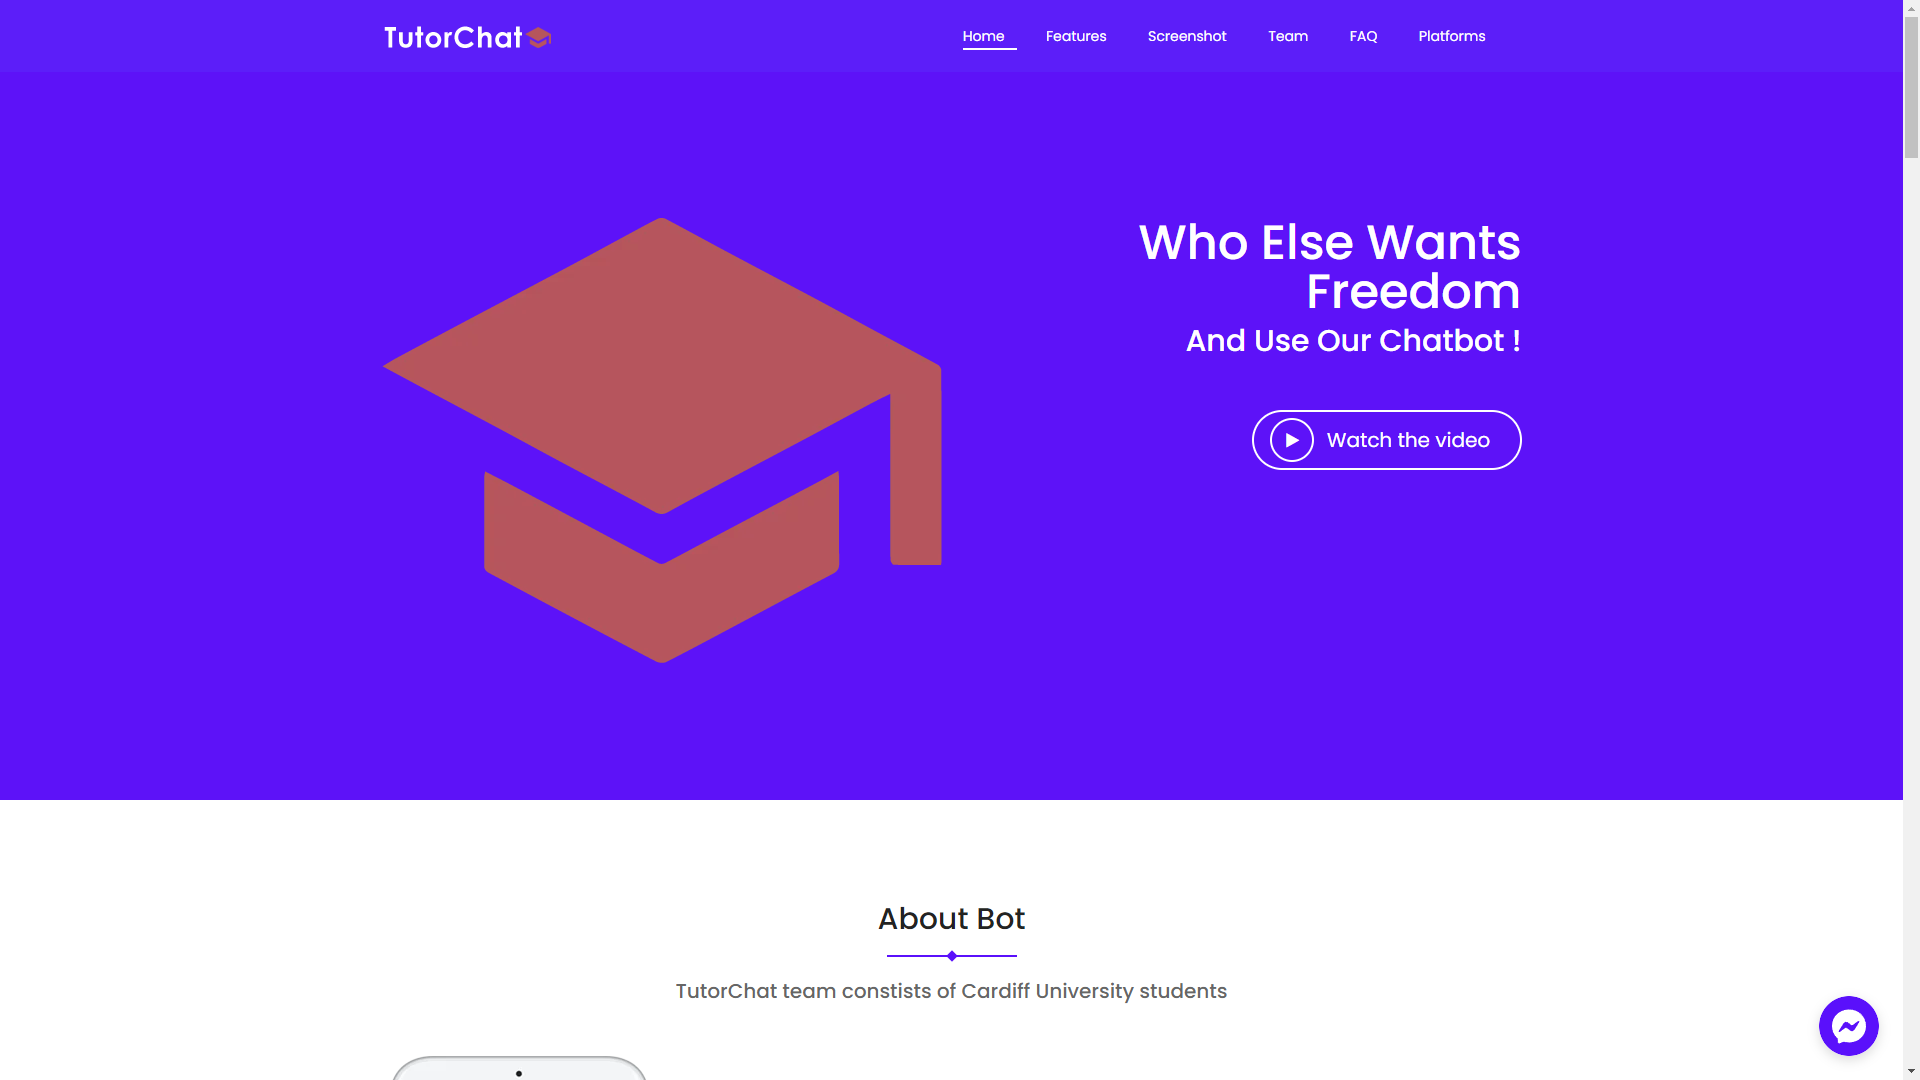 TutorChat
Home Features Screenshot Team FAQ Platforms
Who Else Wants
Freedom
And Use Our Chatbot !
Watch the video
About Bot
TutorChat team constists of Cardiff University students